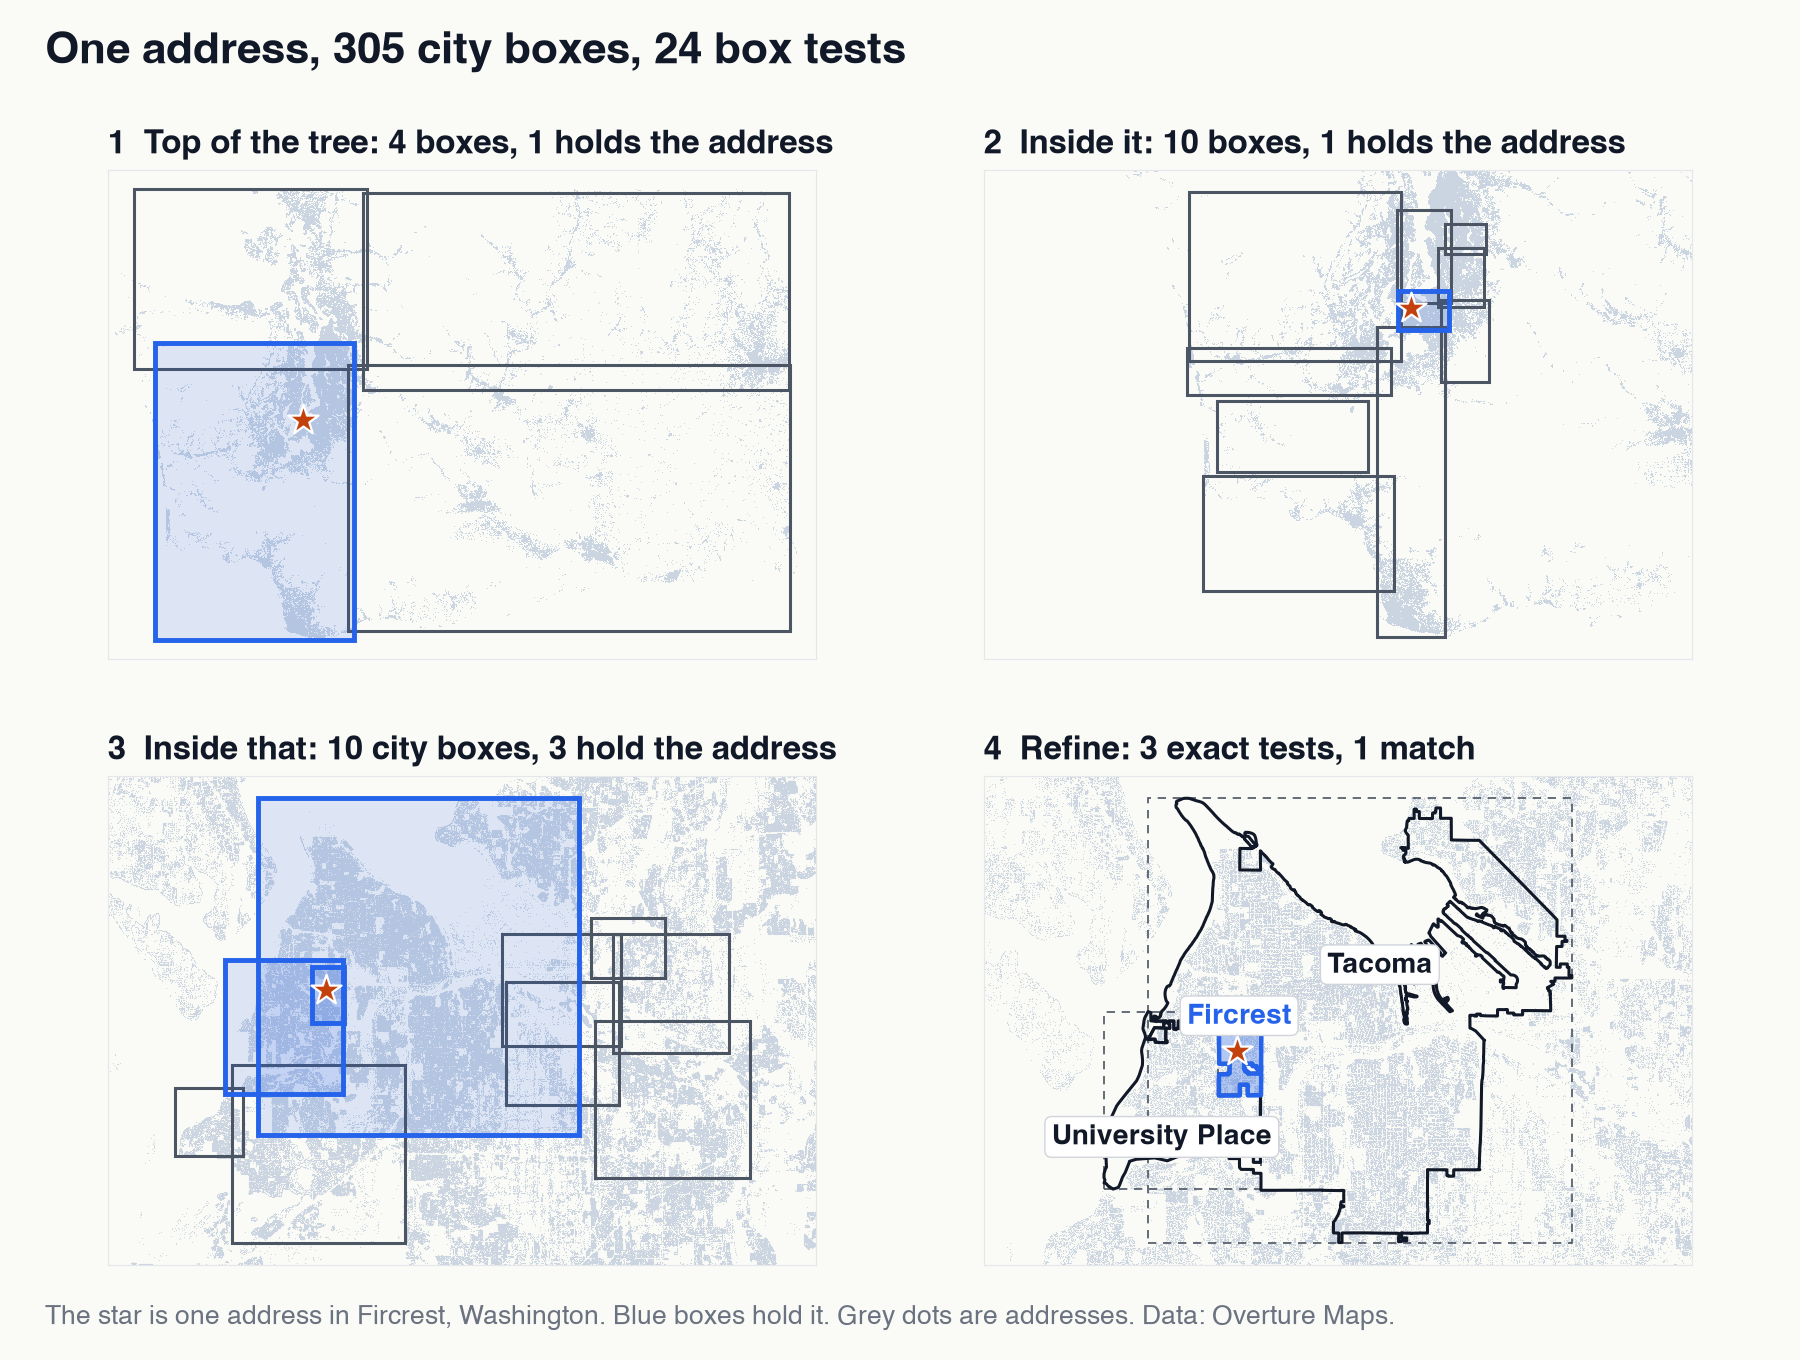 One address, 305 city boxes, 24 box tests
1 Top of the tree: 4 boxes, 1 holds the address
2 Inside it: 10 boxes, 1 holds the address
3 Inside that: 10 city boxes, 3 hold the address
4 Refine: 3 exact tests, 1 match
Tacoma
Fircrest
University Place
The star is one address in Fircrest, Washington. Blue boxes hold it. Grey dots are addresses. Data: Overture Maps.